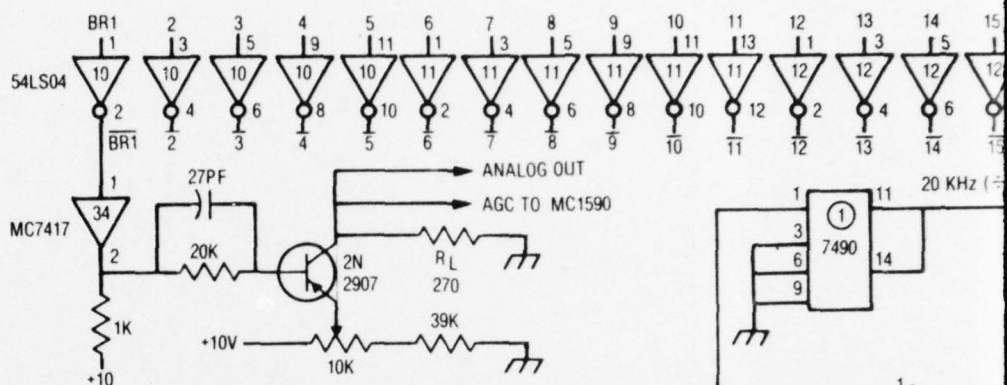 BR1 2 3 4 5 6 7 8 9 10 11 12 13 14 15
1 3 5 9 11 1 3 5 9 11 13 1 3 5
54LS04 10 10 10 10 10 11 11 11 11 11 11 12 12 12 12
2 4 6 8 10 2 4 6 8 10 12 2 4 6
BR1 2 3 4 5 6 7 8 9 10 11 12 13 14 15
1
27PF
ANALOG OUT
20 KHz (÷
34
MC7417
AGC TO MC1590
1 11
1
2
20K
2N
2907
RL
270
3
7490
6 14
9
1K
+10V
10K
39K
+10
1